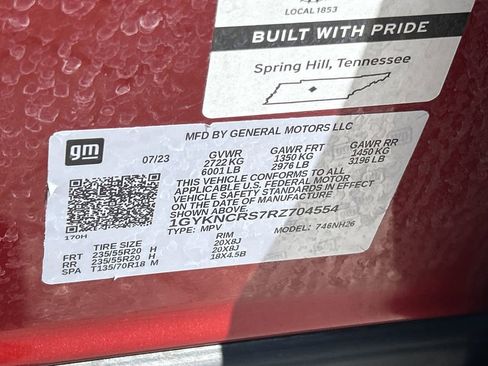 LOCAL 1853
BUILT WITH PRIDE
Spring Hill, Tennessee
gm
MFD BY GENERAL MOTORS LLC
07/23 GVWR GAWR FRT GAWR RR
2722 KG 1350 KG 1450 KG
6001 LB 2976 LB 3196 LB
THIS VEHICLE CONFORMS TO ALL
APPLICABLE U.S. FEDERAL MOTOR
VEHICLE SAFETY STANDARDS IN EFFECT
ON THE DATE OF MANUFACTURE
SHOWN ABOVE.
1GYKNCRS7RZ704554
170H TYPE: MPV MODEL: 746NH26
TIRE SIZE RIM
FRT 235/55R20 H 20X8J
RR 235/55R20 H 20X8J
SPA T135/70R18 M 18X4.5B